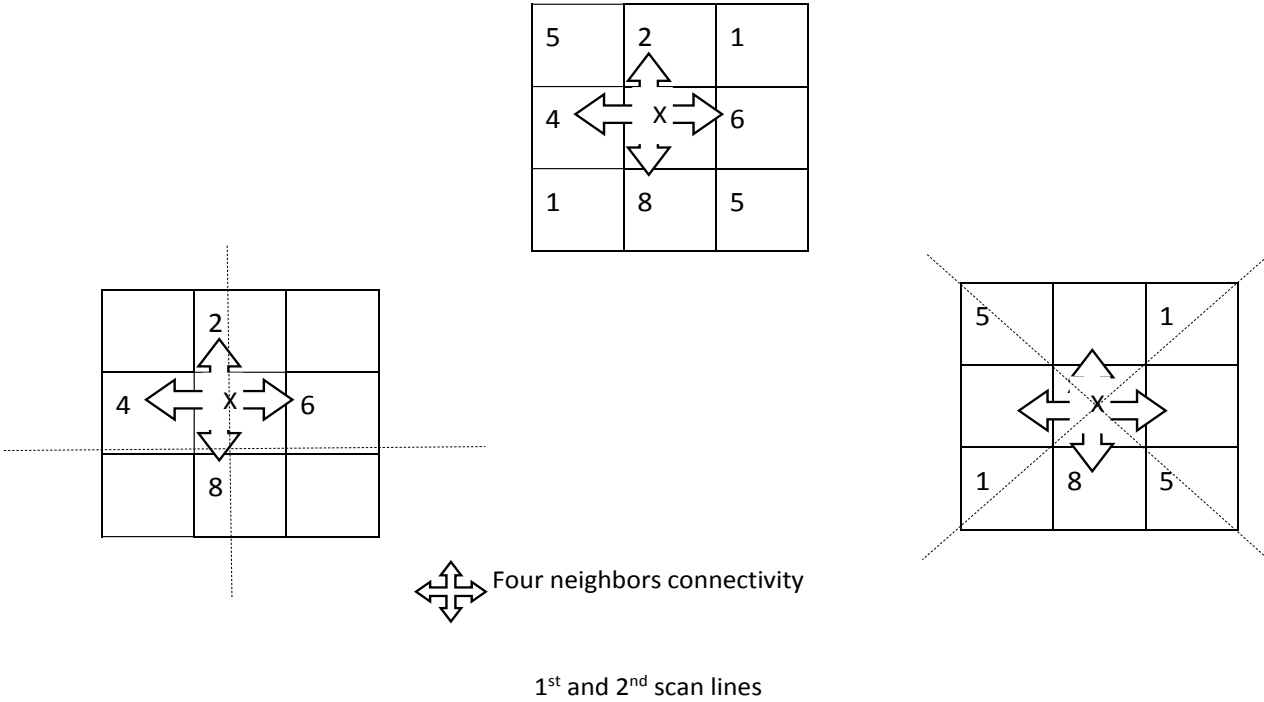 5 2 1
4 X 6
1 8 5
2
4 X 6
8
5 1
X
1 8 5
Four neighbors connectivity
1st and 2nd scan lines